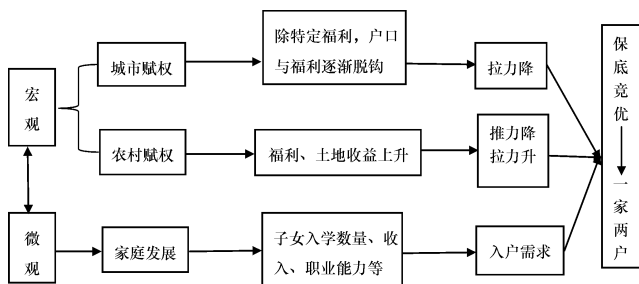 宏
观
城市赋权
除特定福利，户口
与福利逐渐脱钩
拉力降
农村赋权
福利、土地收益上升
推力降
拉力升
微
观
家庭发展
子女入学数量、收
入、职业能力等
入户需求
保
底
竞
优
一
家
两
户